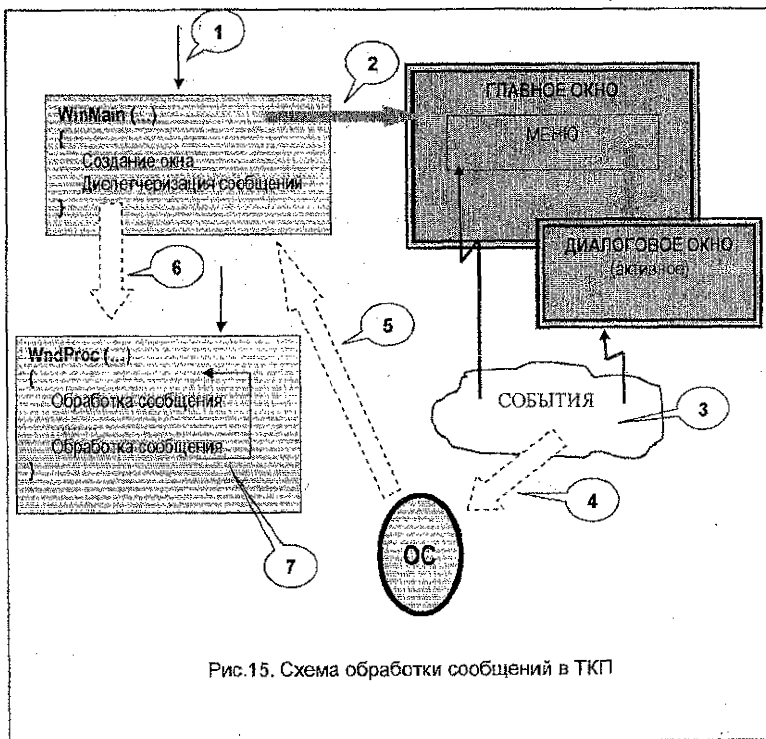 1
2
ГЛАВНОЕ ОКНО
МЕНЮ
WinMain (...)
{
Создание окна
Диспетчеризация сообщений
}
ДИАЛОГОВОЕ ОКНО
(активное)
6
5
WndProc (...)
{
Обработка сообщения
Обработка сообщения
}
СОБЫТИЯ
3
4
ОС
7
Рис.15. Схема обработки сообщений в ТКП